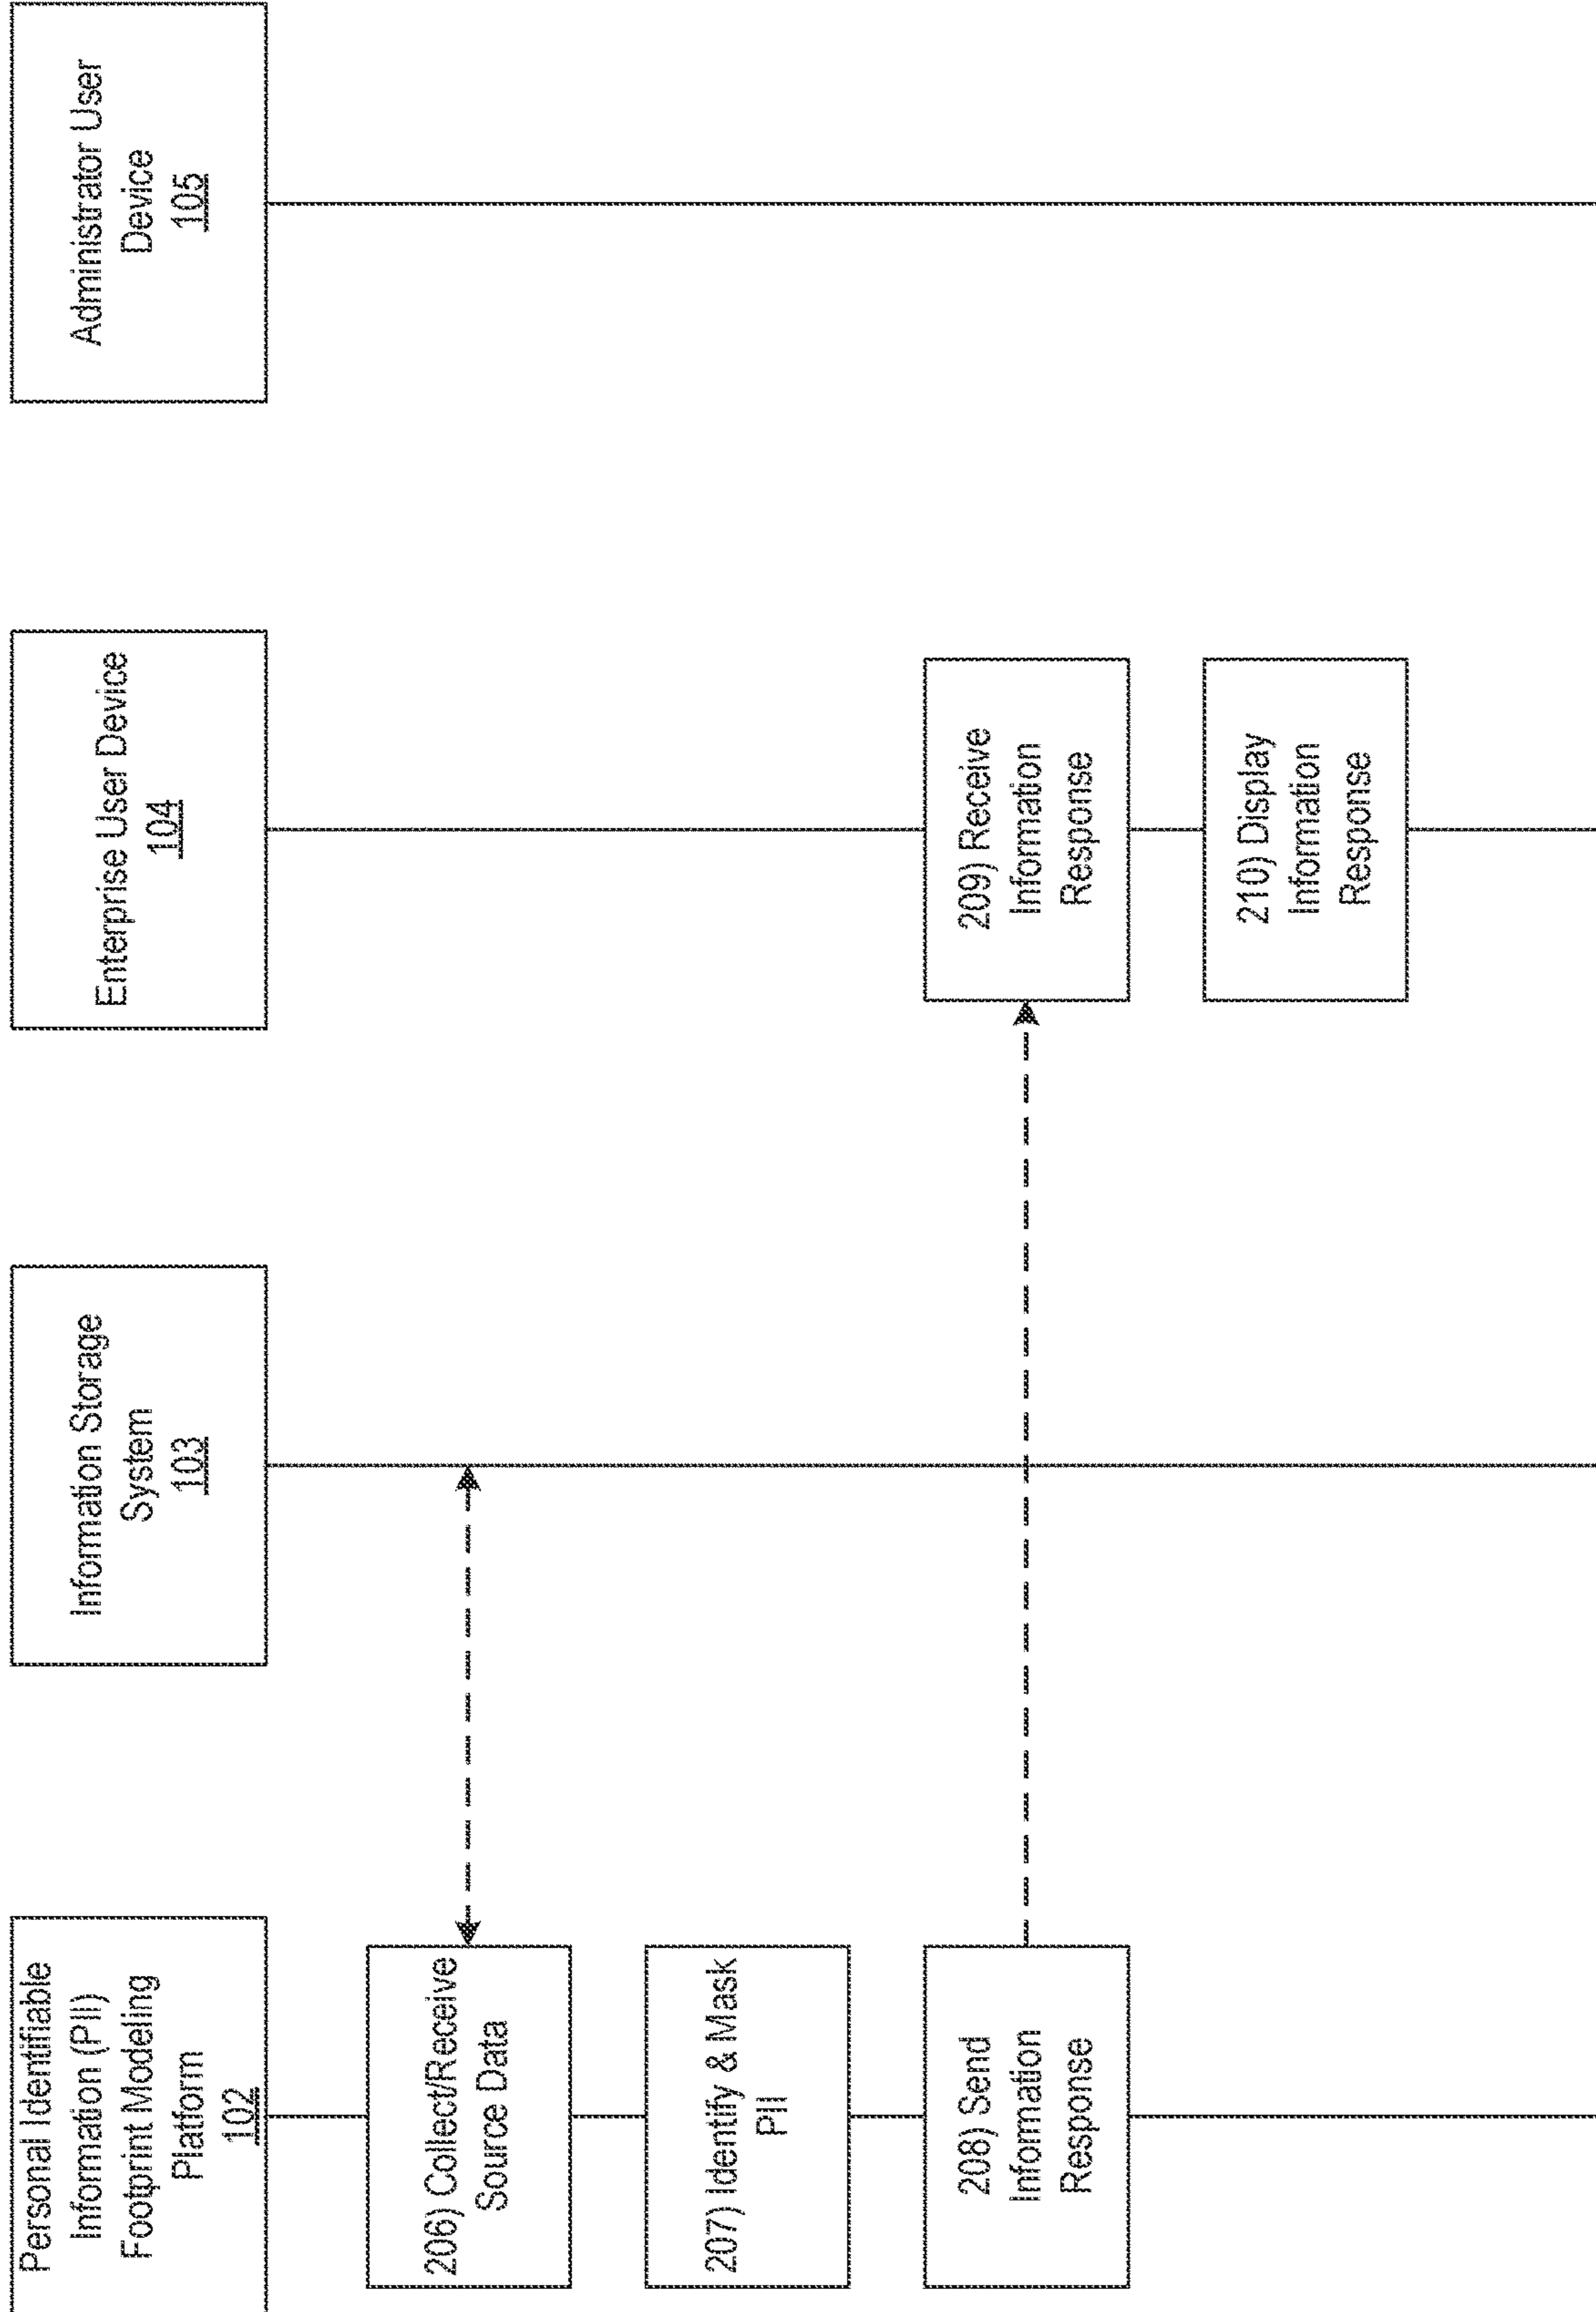 Personal Identifiable
Information (PII)
Footprint Modeling
Platform
102
Information Storage
System
103
Enterprise User Device
104
Administrator User
Device
105
206) Collect/Receive
Source Data
207) Identify & Mask
PII
208) Send
Information
Response
209) Receive
Information
Response
210) Display
Information
Response